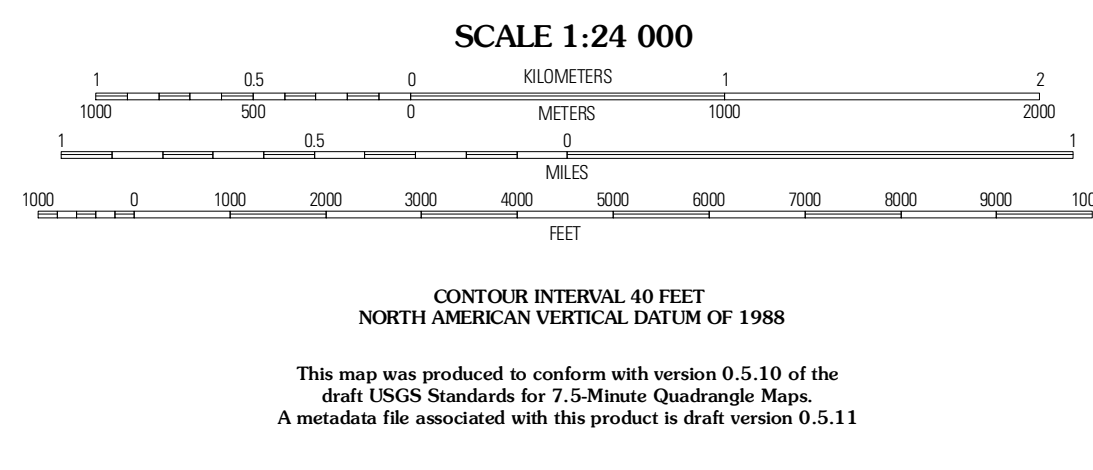 SCALE 1:24 000
1 0.5 0 KILOMETERS 1 2
1000 500 0 METERS 1000 2000
1 0.5 0 1
MILES
1000 0 1000 2000 3000 4000 5000 6000 7000 8000 9000 100
FEET
CONTOUR INTERVAL 40 FEET
NORTH AMERICAN VERTICAL DATUM OF 1988
This map was produced to conform with version 0.5.10 of the
draft USGS Standards for 7.5-Minute Quadrangle Maps.
A metadata file associated with this product is draft version 0.5.11